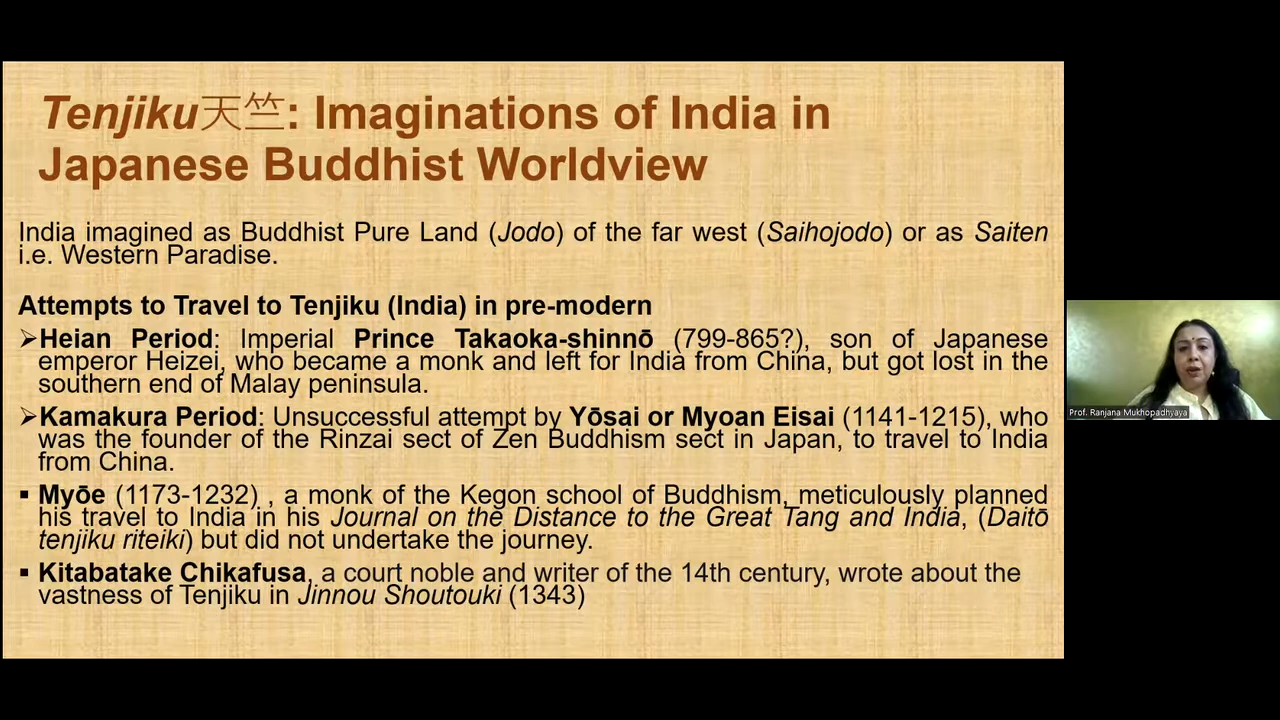 Tenjiku天竺: Imaginations of India in
Japanese Buddhist Worldview
India imagined as Buddhist Pure Land (Jodo) of the far west (Saihojodo) or as Saiten
i.e. Western Paradise.
Attempts to Travel to Tenjiku (India) in pre-modern
➢Heian Period: Imperial Prince Takaoka-shinnō (799-865?), son of Japanese
emperor Heizei, who became a monk and left for India from China, but got lost in the
southern end of Malay peninsula.
➢Kamakura Period: Unsuccessful attempt by Yōsai or Myoan Eisai (1141-1215), who
was the founder of the Rinzai sect of Zen Buddhism sect in Japan, to travel to India
from China.
▪ Myōe (1173-1232) , a monk of the Kegon school of Buddhism, meticulously planned
his travel to India in his Journal on the Distance to the Great Tang and India, (Daitō
tenjiku riteiki) but did not undertake the journey.
▪ Kitabatake Chikafusa, a court noble and writer of the 14th century, wrote about the
vastness of Tenjiku in Jinnou Shoutouki (1343)
Prof. Ranjana Mukhopadhyaya